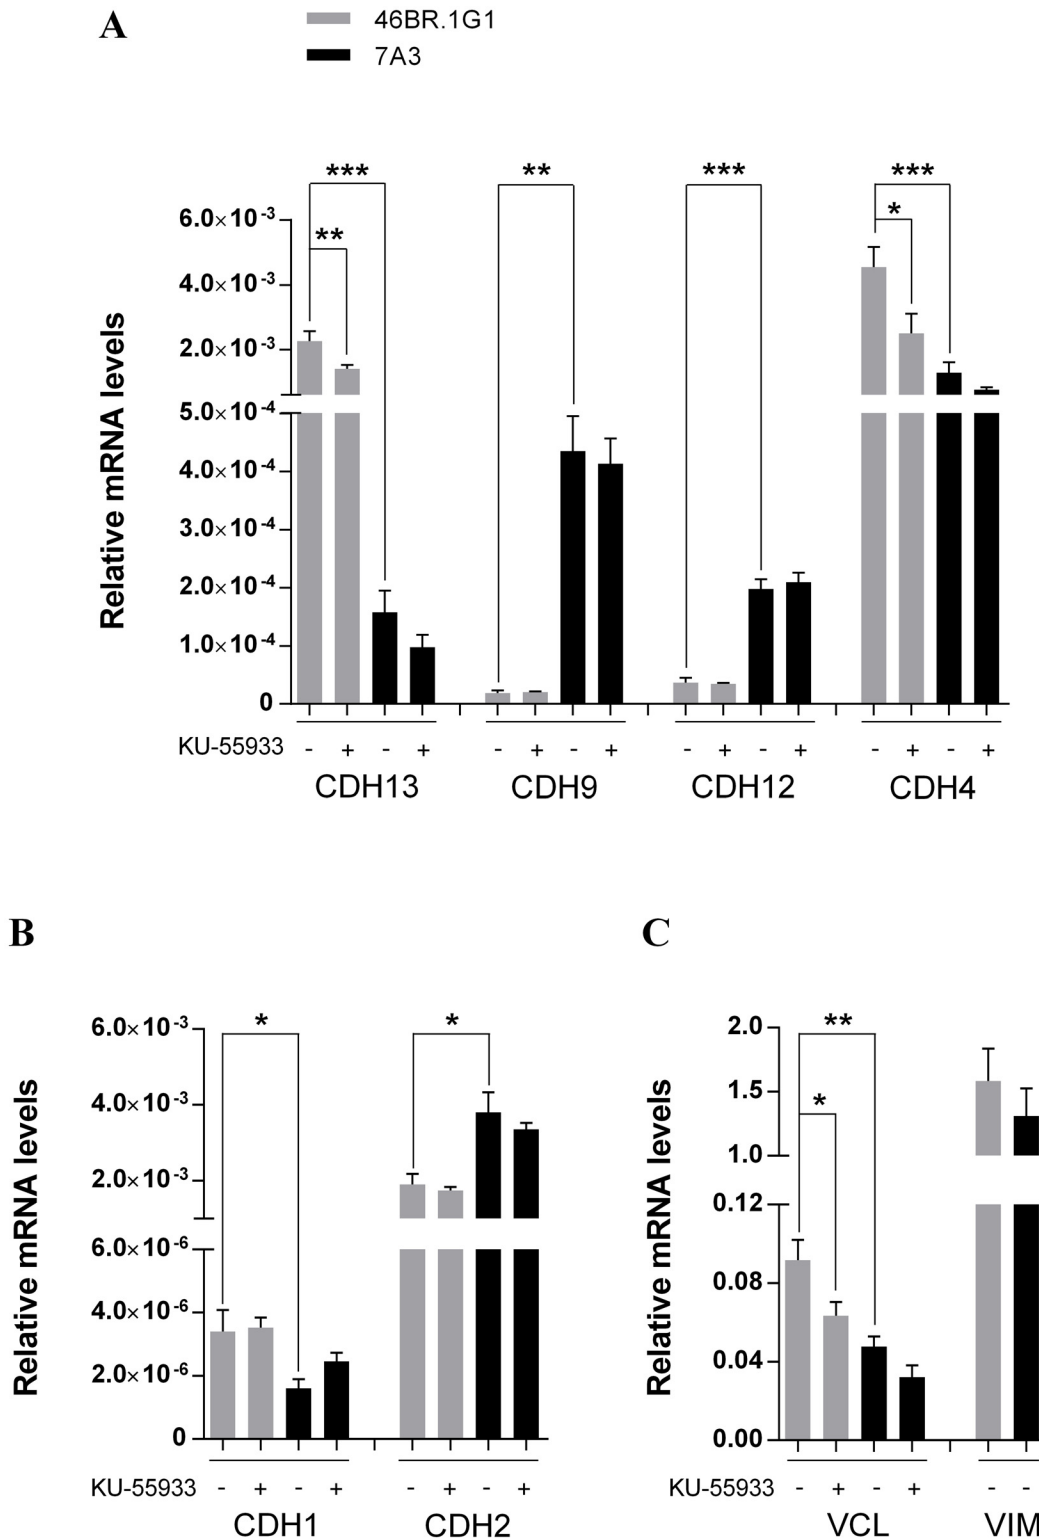 A
46BR.1G1
7A3
*** ** *** ***
** *
Relative mRNA levels
6.0×10⁻³
4.0×10⁻³
2.0×10⁻³
5.0×10⁻⁴
4.0×10⁻⁴
3.0×10⁻⁴
2.0×10⁻⁴
1.0×10⁻⁴
0
KU-55933 - + - + - + - + - + - + - + - +
CDH13 CDH9 CDH12 CDH4
B
* *
Relative mRNA levels
6.0×10⁻³
4.0×10⁻³
2.0×10⁻³
6.0×10⁻⁶
4.0×10⁻⁶
2.0×10⁻⁶
0
KU-55933 - + - + - + - +
CDH1 CDH2
C
**
*
Relative mRNA levels
2.0
1.5
1.0
0.12
0.08
0.04
0.00
KU-55933 - + - + - -
VCL VIM